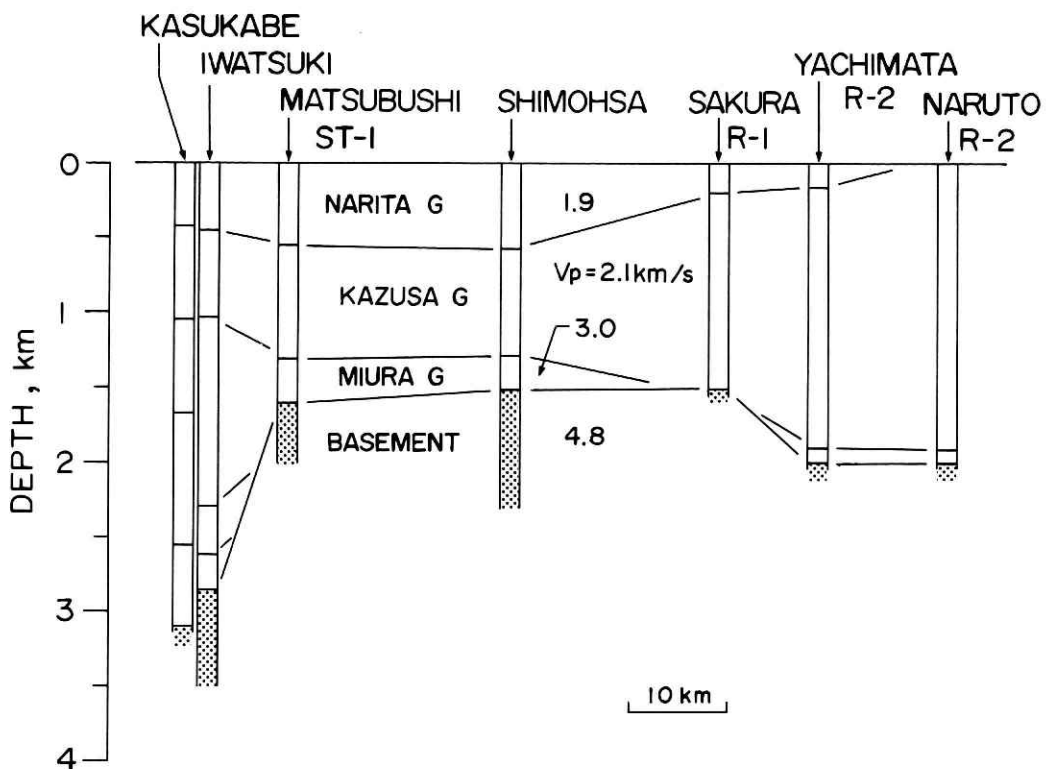 KASUKABE
IWATSUKI
MATSUBUSHI
ST-1
SHIMOHSA
SAKURA
R-1
YACHIMATA
R-2
NARUTO
R-2
0
1
2
3
4
DEPTH, km
NARITA G
1.9
KAZUSA G
Vp=2.1km/s
3.0
MIURA G
BASEMENT
4.8
10 km